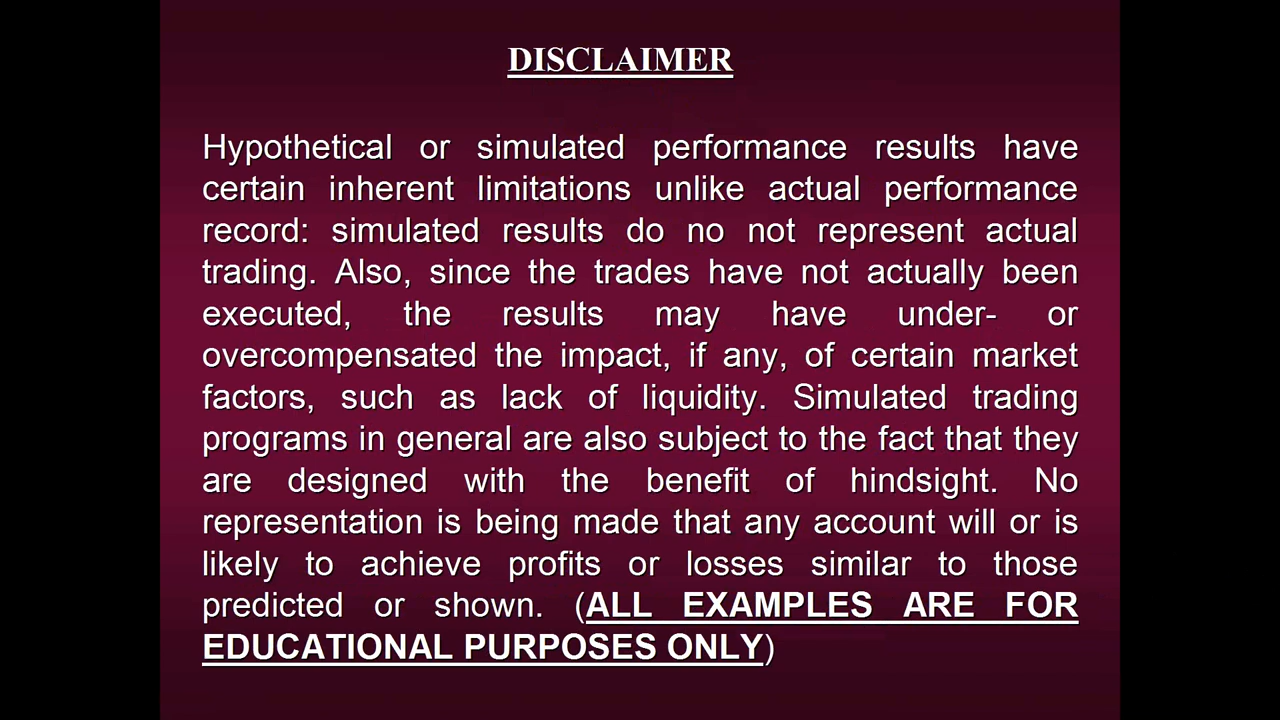 DISCLAIMER
Hypothetical or simulated performance results have
certain inherent limitations unlike actual performance
record: simulated results do no not represent actual
trading. Also, since the trades have not actually been
executed, the results may have under- or
overcompensated the impact, if any, of certain market
factors, such as lack of liquidity. Simulated trading
programs in general are also subject to the fact that they
are designed with the benefit of hindsight. No
representation is being made that any account will or is
likely to achieve profits or losses similar to those
predicted or shown. (ALL EXAMPLES ARE FOR
EDUCATIONAL PURPOSES ONLY)